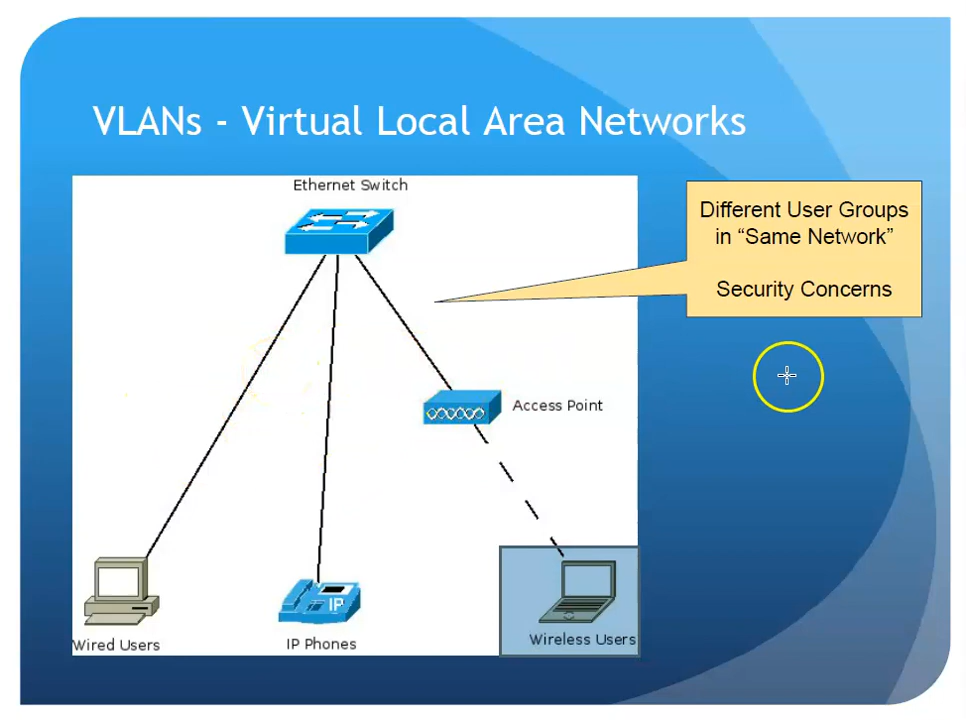 VLANs - Virtual Local Area Networks
Ethernet Switch
Different User Groups
in “Same Network”
Security Concerns
Access Point
IP
Wired Users
IP Phones
Wireless Users